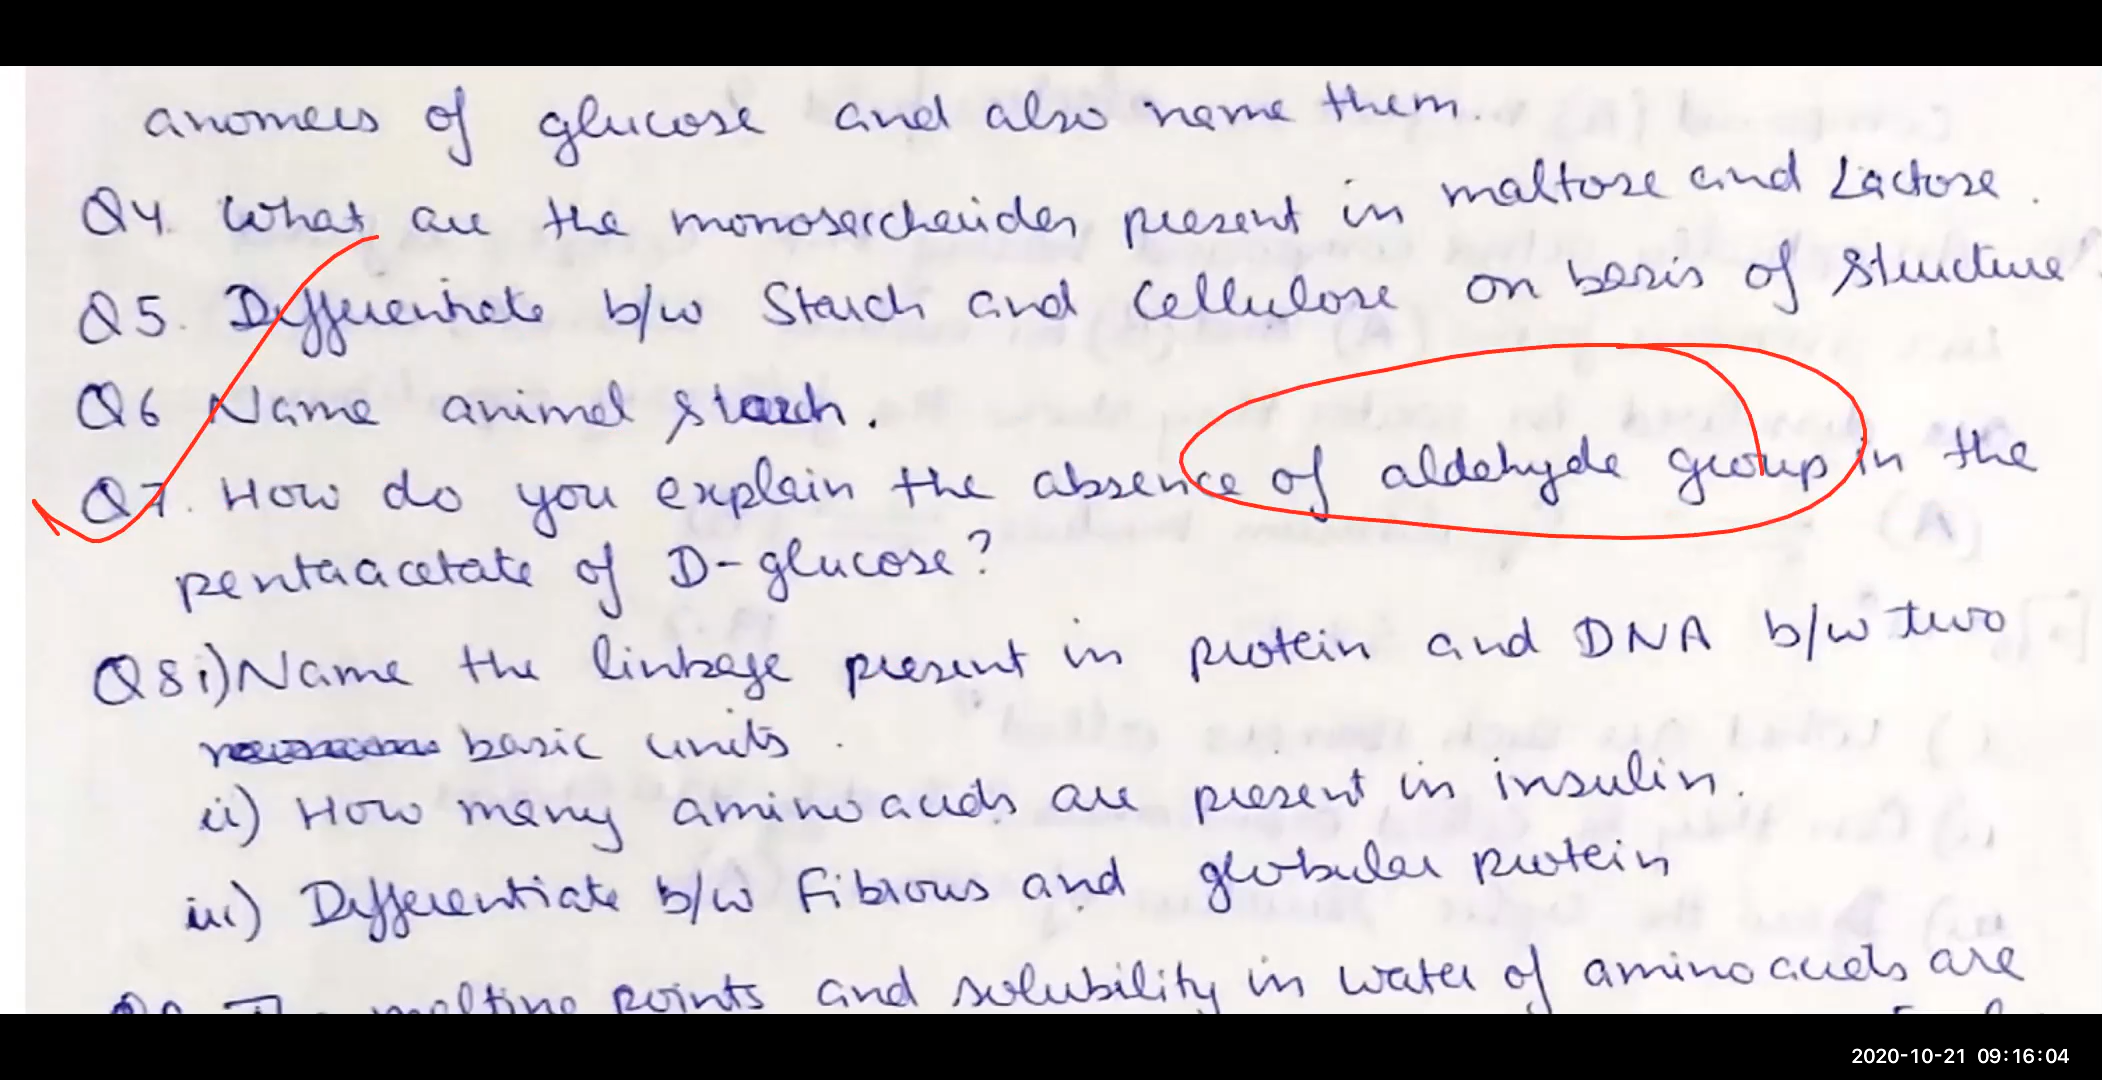 anomers of glucose and also name them.
Q4. What are the monosaccharides present in maltose and Lactose.
Q5. Differentiate b/w Starch and Cellulose on basis of structure
Q6 Name animal starch.
Q7. How do you explain the absence of aldehyde group in the
pentaacetate of D-glucose?
Q8 i) Name the linkage present in protein and DNA b/w two
basic units.
ii) How many amino acids are present in insulin.
iii) Differentiate b/w Fibrous and globular protein
melting points and solubility in water of amino acids are
2020-10-21 09:16:04